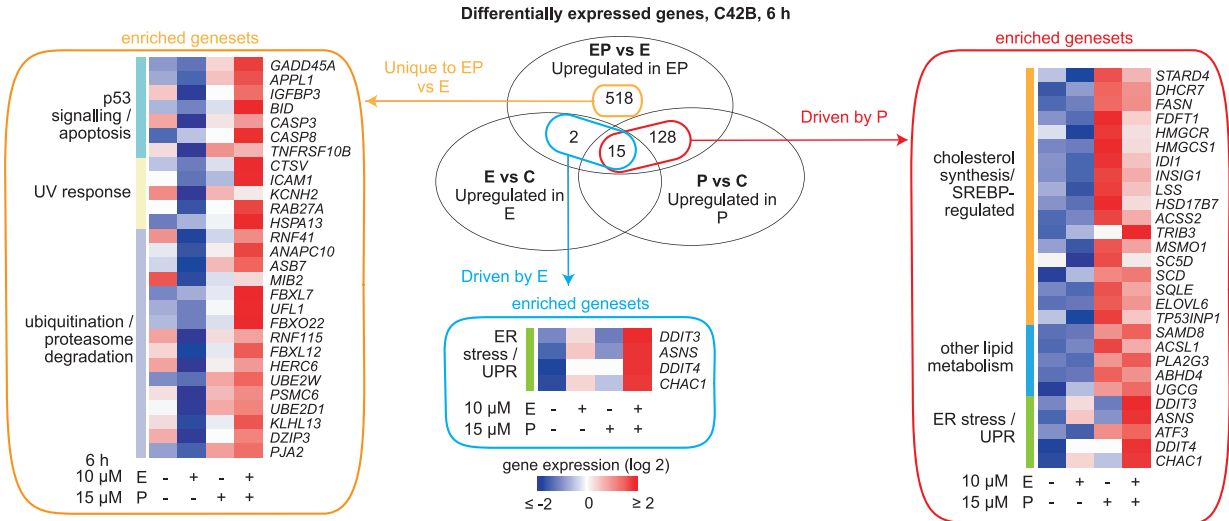 Differentially expressed genes, C42B, 6 h
enriched genesets
p53
signalling /
apoptosis
UV response
ubiquitination /
proteasome
degradation
GADD45A
APPL1
IGFBP3
BID
CASP3
CASP8
TNFRSF10B
CTSV
ICAM1
KCNH2
RAB27A
HSPA13
RNF41
ANAPC10
ASB7
MIB2
FBXL7
UFL1
FBXO22
RNF115
FBXL12
HERC6
UBE2W
PSMC6
UBE2D1
KLHL13
DZIP3
PJA2
6 h
10 µM E - + - +
15 µM P - - + +
Unique to EP
vs E
EP vs E
Upregulated in EP
518
2
128
15
E vs C
Upregulated in
E
P vs C
Upregulated in
P
Driven by P
Driven by E
enriched genesets
ER
stress /
UPR
DDIT3
ASNS
DDIT4
CHAC1
10 µM E - + - +
15 µM P - - + +
gene expression (log 2)
≤ -2 0 ≥ 2
enriched genesets
cholesterol
synthesis/
SREBP-
regulated
other lipid
metabolism
ER stress /
UPR
STARD4
DHCR7
FASN
FDFT1
HMGCR
HMGCS1
IDI1
INSIG1
LSS
HSD17B7
ACSS2
TRIB3
MSMO1
SC5D
SCD
SQLE
ELOVL6
TP53INP1
SAMD8
ACSL1
PLA2G3
ABHD4
UGCG
DDIT3
ASNS
ATF3
DDIT4
CHAC1
10 µM E - + - +
15 µM P - - + +